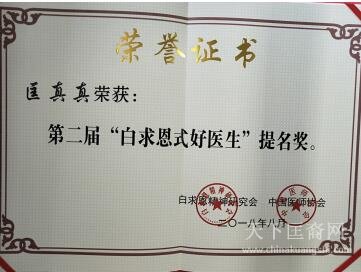 荣誉证书
匡真真荣获：
第二届“白求恩式好医生”提名奖。
白求恩精神研究会 中国医师协会
二〇一八年八月
天下匡裔网